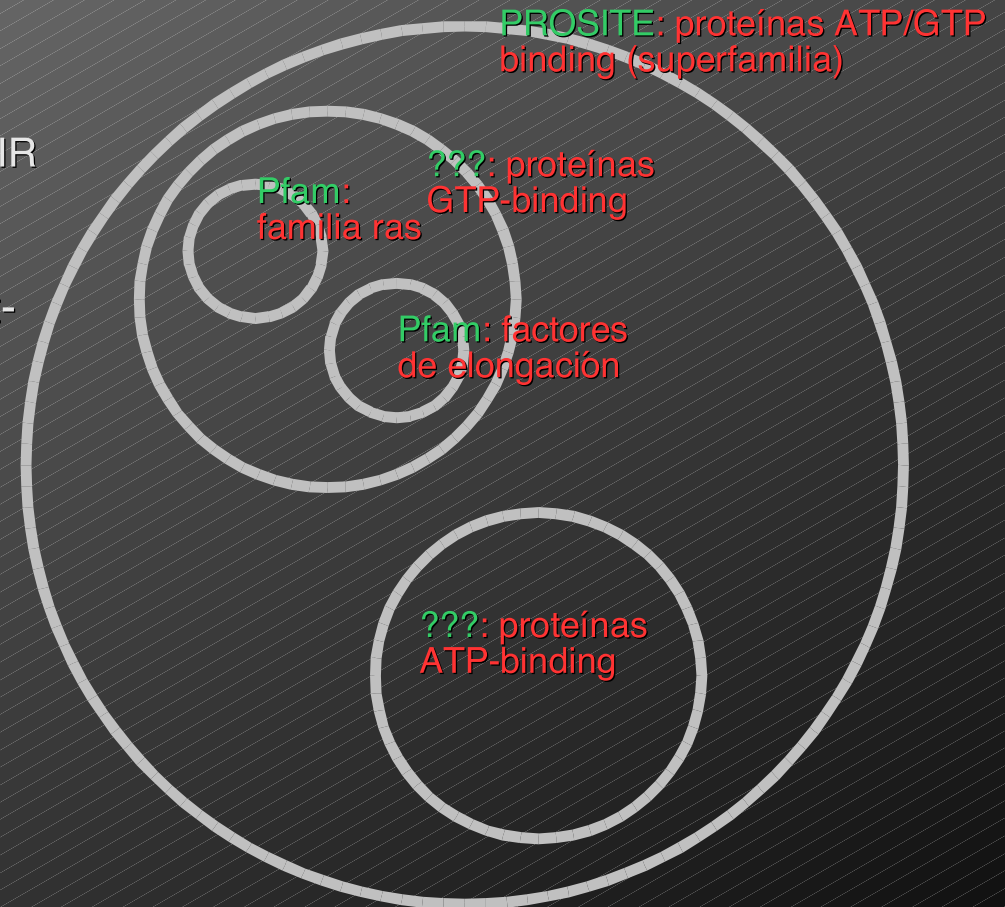 PROSITE: proteínas ATP/GTP
binding (superfamilia)
IR
???: proteínas
GTP-binding
Pfam:
familia ras
Pfam: factores
de elongación
???: proteínas
ATP-binding